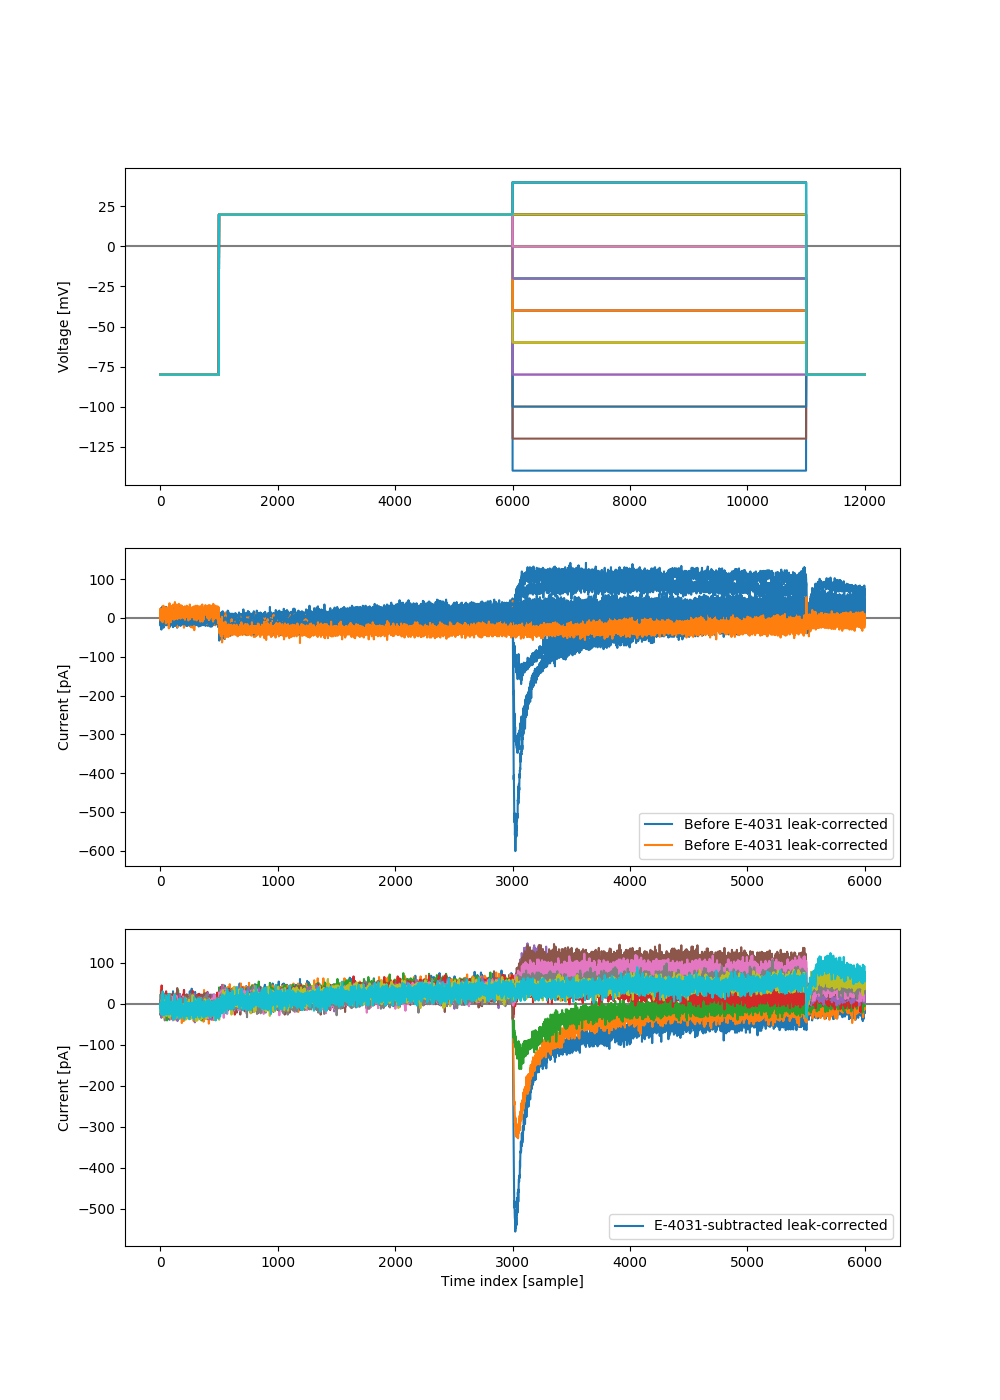 25
0
−25
−50
−75
−100
−125
Voltage [mV]
0 2000 4000 6000 8000 10000 12000
100
0
−100
−200
−300
−400
−500
−600
Current [pA]
Before E-4031 leak-corrected
Before E-4031 leak-corrected
0 1000 2000 3000 4000 5000 6000
100
0
−100
−200
−300
−400
−500
Current [pA]
E-4031-subtracted leak-corrected
0 1000 2000 3000 4000 5000 6000
Time index [sample]